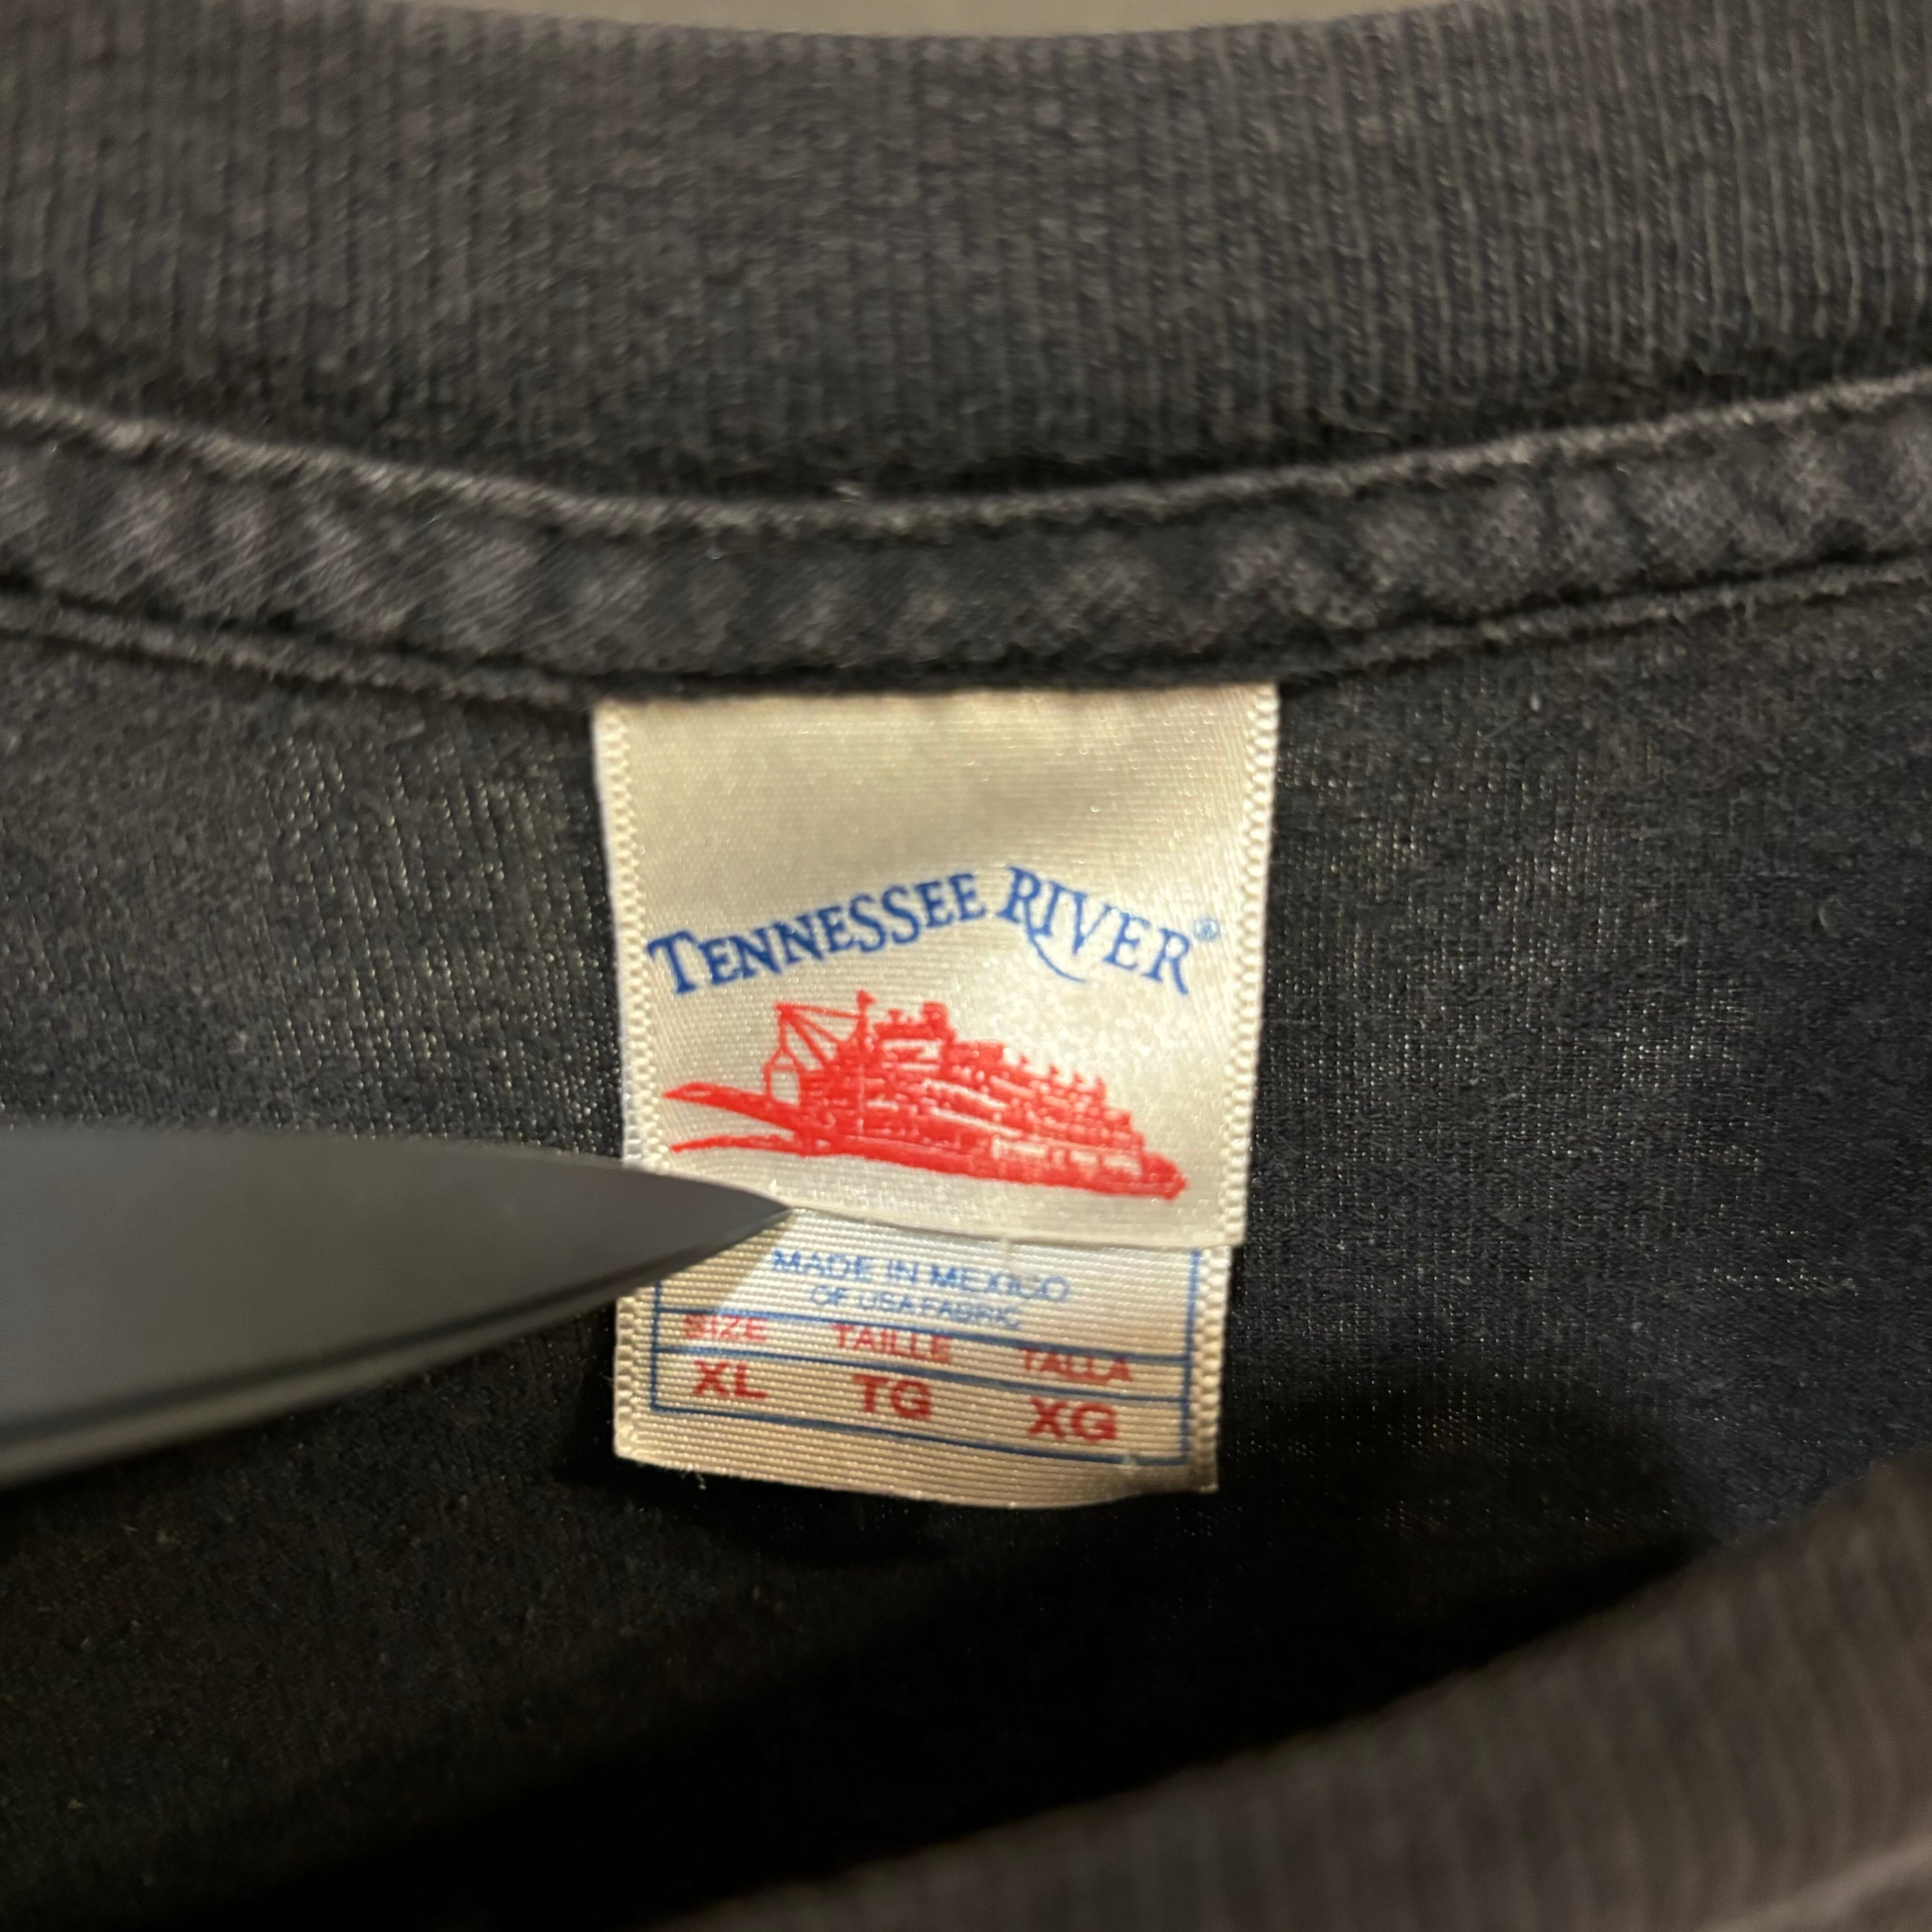 TENNESSEE RIVER®
MADE IN MEXICO
OF USA FABRIC
SIZE TAILLE TALLA
XL TG XG